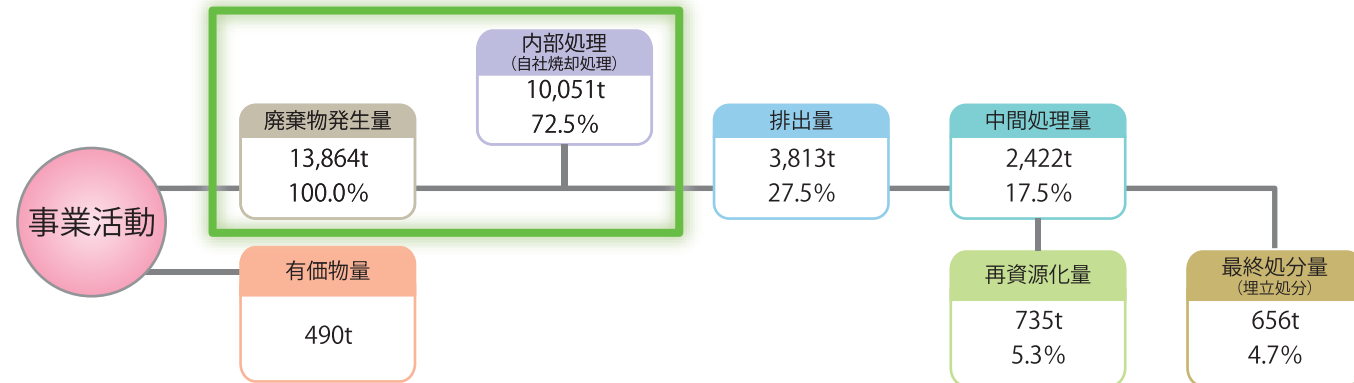 事業活動
廃棄物発生量
13,864t
100.0%
内部処理
（自社焼却処理）
10,051t
72.5%
排出量
3,813t
27.5%
中間処理量
2,422t
17.5%
有価物量
490t
再資源化量
735t
5.3%
最終処分量
（埋立処分）
656t
4.7%